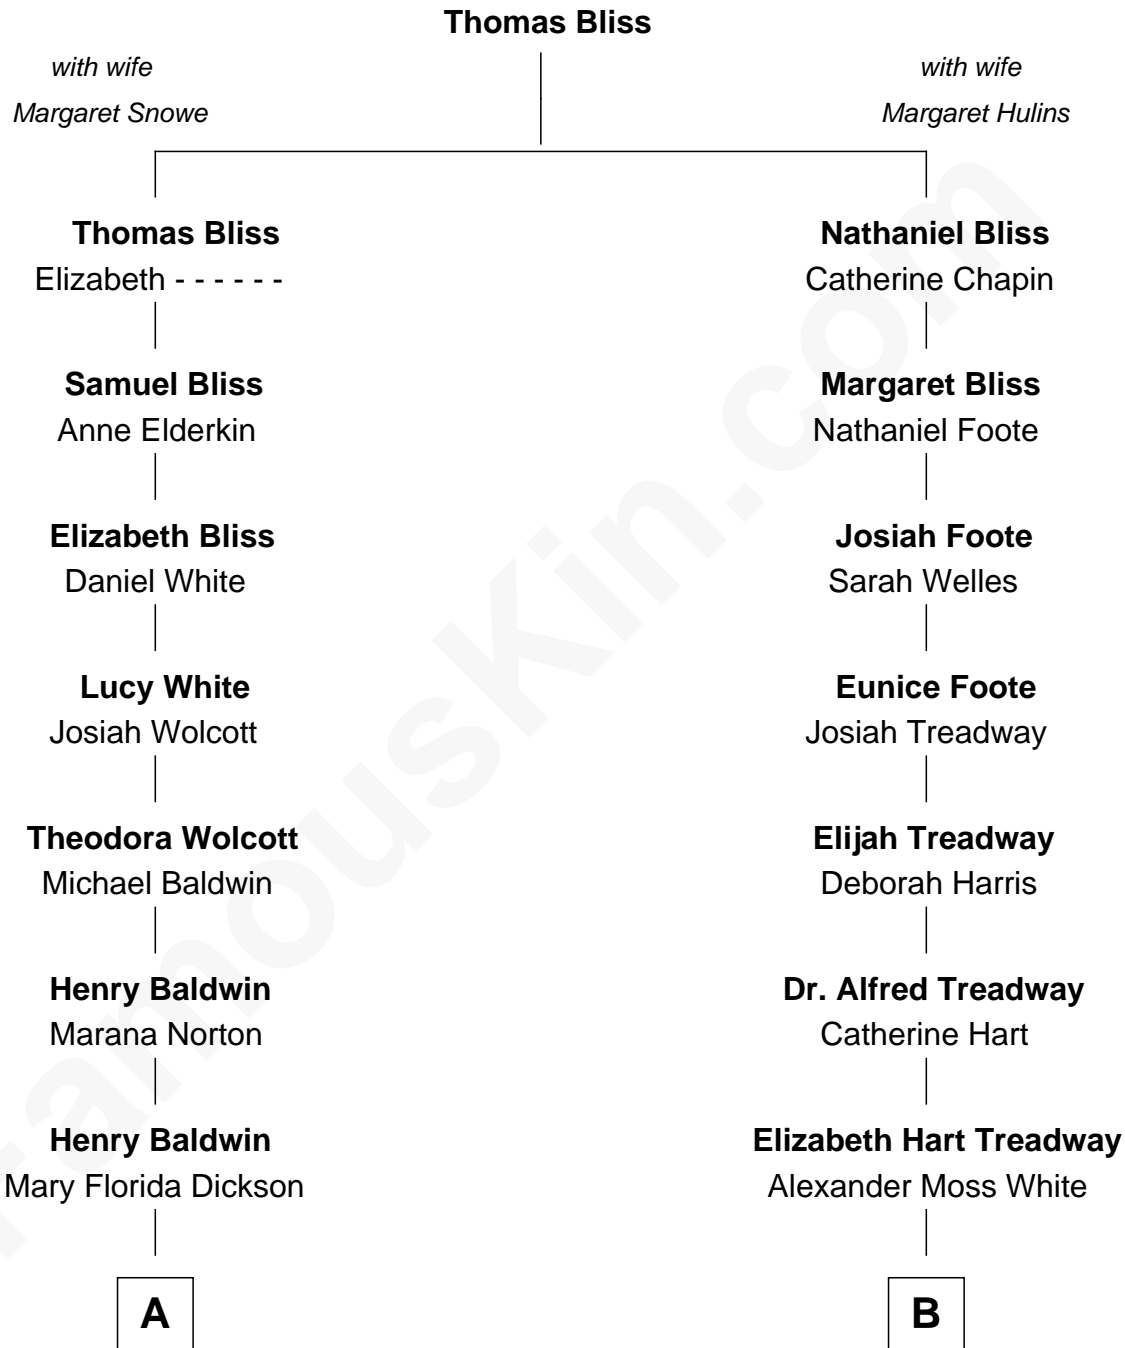 Thomas Bliss
with wife
Margaret Snowe
with wife
Margaret Hulins
Thomas Bliss
Elizabeth - - - - - -
Nathaniel Bliss
Catherine Chapin
Samuel Bliss
Anne Elderkin
Margaret Bliss
Nathaniel Foote
Elizabeth Bliss
Daniel White
Josiah Foote
Sarah Welles
Lucy White
Josiah Wolcott
Eunice Foote
Josiah Treadway
Theodora Wolcott
Michael Baldwin
Elijah Treadway
Deborah Harris
Henry Baldwin
Marana Norton
Dr. Alfred Treadway
Catherine Hart
Henry Baldwin
Mary Florida Dickson
Elizabeth Hart Treadway
Alexander Moss White
A
B
FamousKin.com